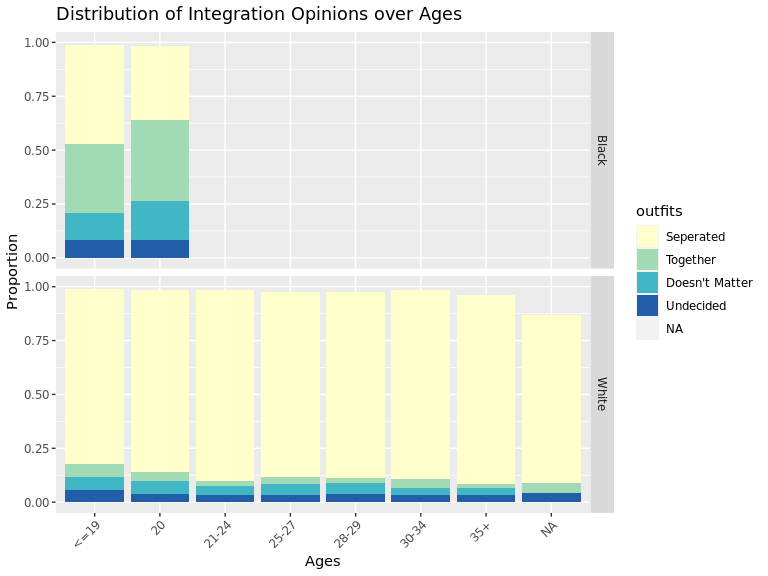 Distribution of Integration Opinions over Ages
Proportion
1.00
0.75
0.50
0.25
0.00
Black
1.00
0.75
0.50
0.25
0.00
White
<=19
20
21-24
25-27
28-29
30-34
35+
NA
Ages
outfits
Seperated
Together
Doesn't Matter
Undecided
NA